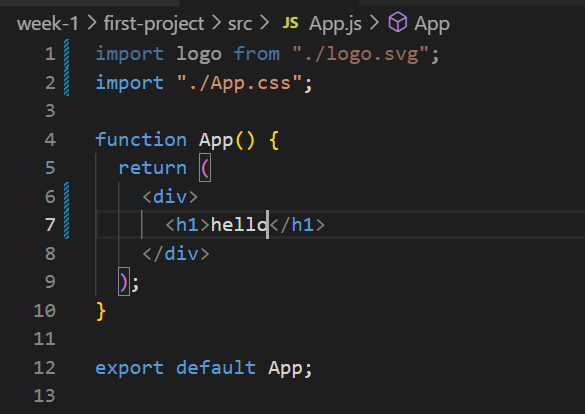 week-1 > first-project > src > JS App.js > App
1 import logo from "./logo.svg";
2 import "./App.css";
3
4 function App() {
5   return (
6     <div>
7       <h1>hello</h1>
8     </div>
9   );
10 }
11
12 export default App;
13